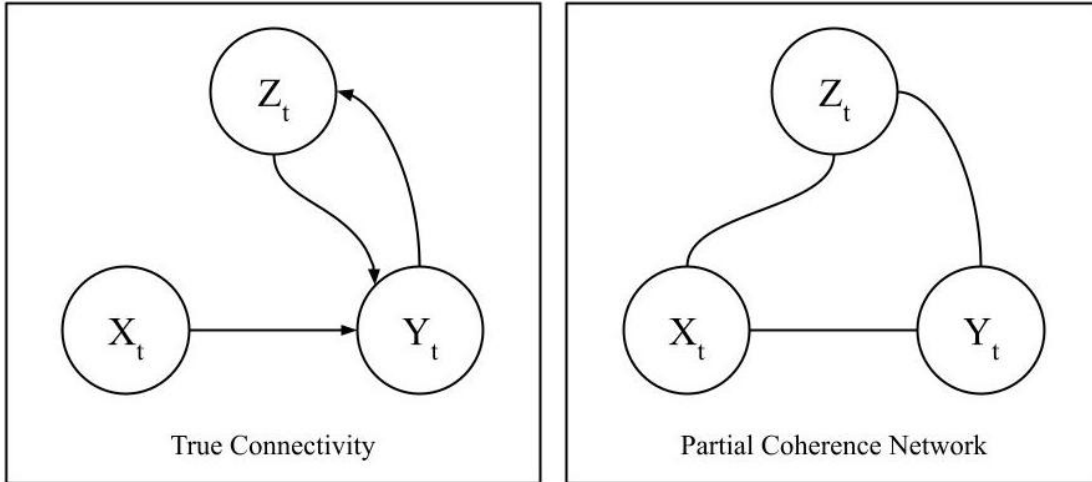 Z_t
X_t
Y_t
True Connectivity
Z_t
X_t
Y_t
Partial Coherence Network